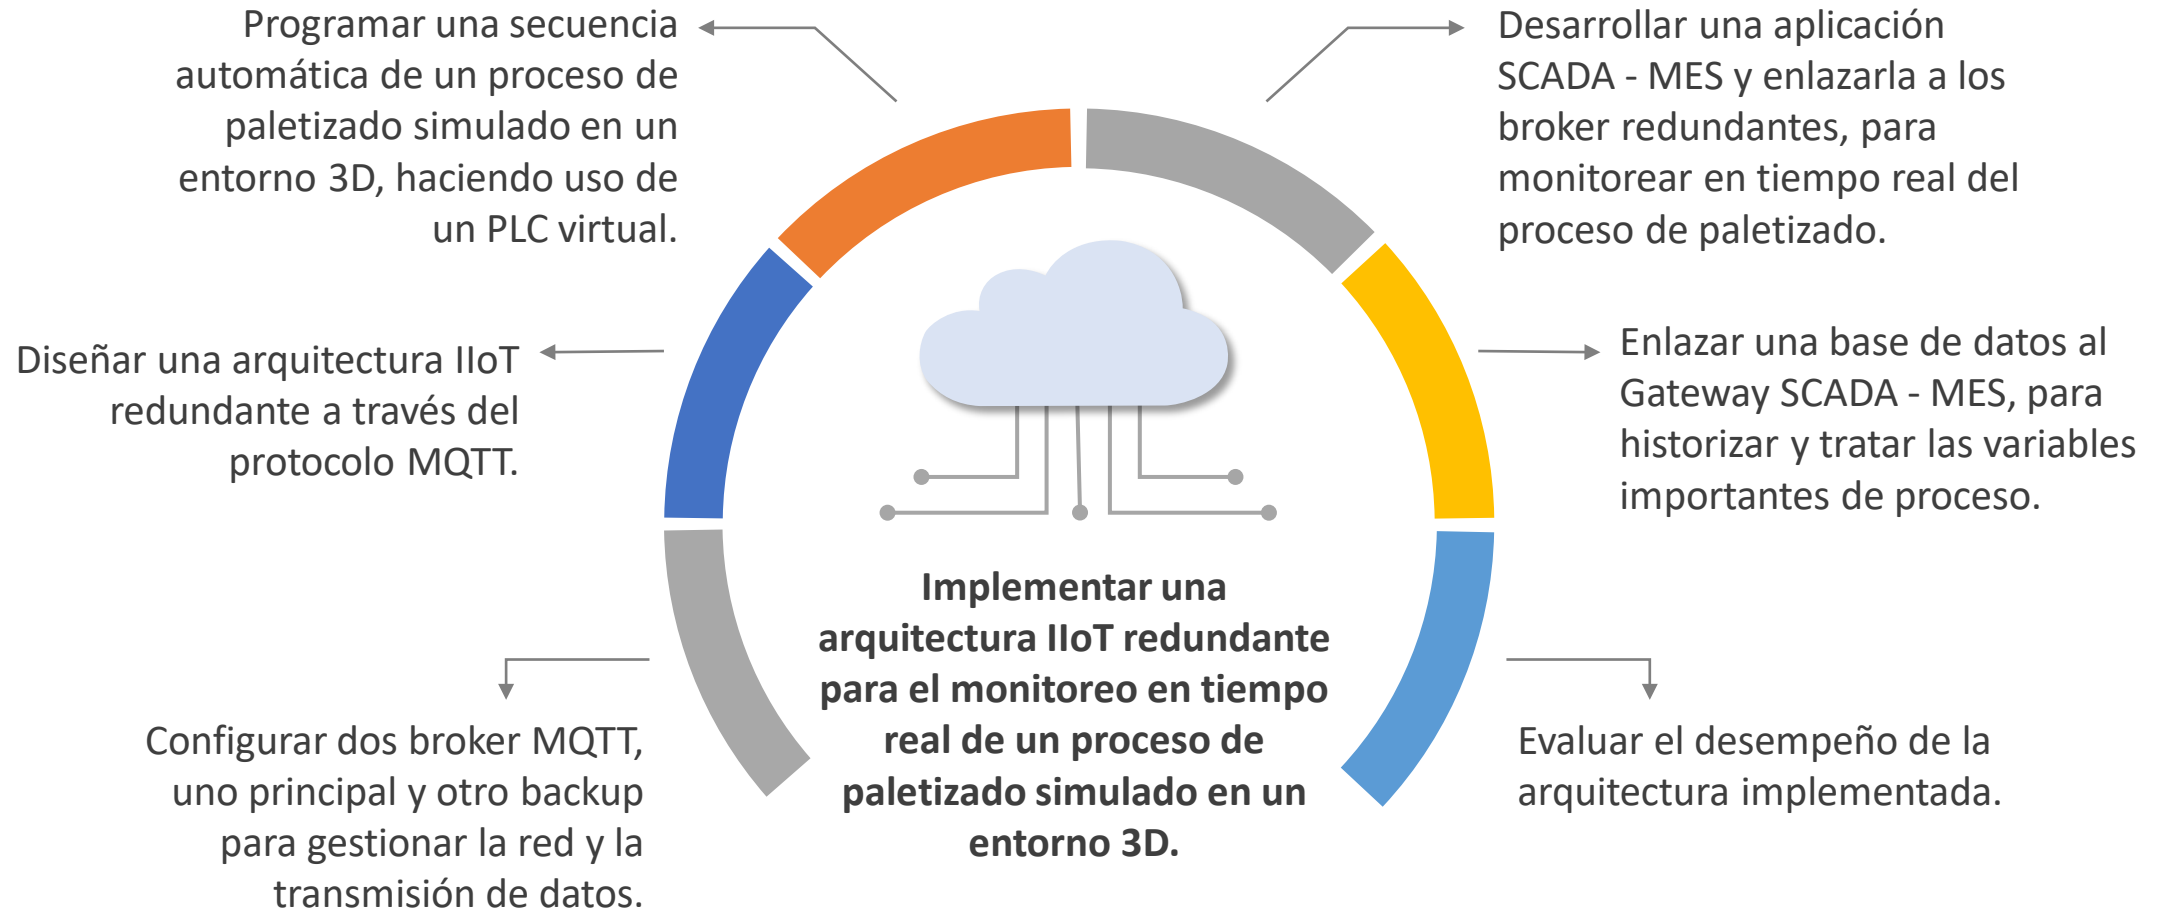 Programar una secuencia
automática de un proceso de
paletizado simulado en un
entorno 3D, haciendo uso de
un PLC virtual.
Diseñar una arquitectura IIoT
redundante a través del
protocolo MQTT.
Configurar dos broker MQTT,
uno principal y otro backup
para gestionar la red y la
transmisión de datos.
Implementar una
arquitectura IIoT redundante
para el monitoreo en tiempo
real de un proceso de
paletizado simulado en un
entorno 3D.
Desarrollar una aplicación
SCADA - MES y enlazarla a los
broker redundantes, para
monitorear en tiempo real del
proceso de paletizado.
Enlazar una base de datos al
Gateway SCADA - MES, para
historizar y tratar las variables
importantes de proceso.
Evaluar el desempeño de la
arquitectura implementada.